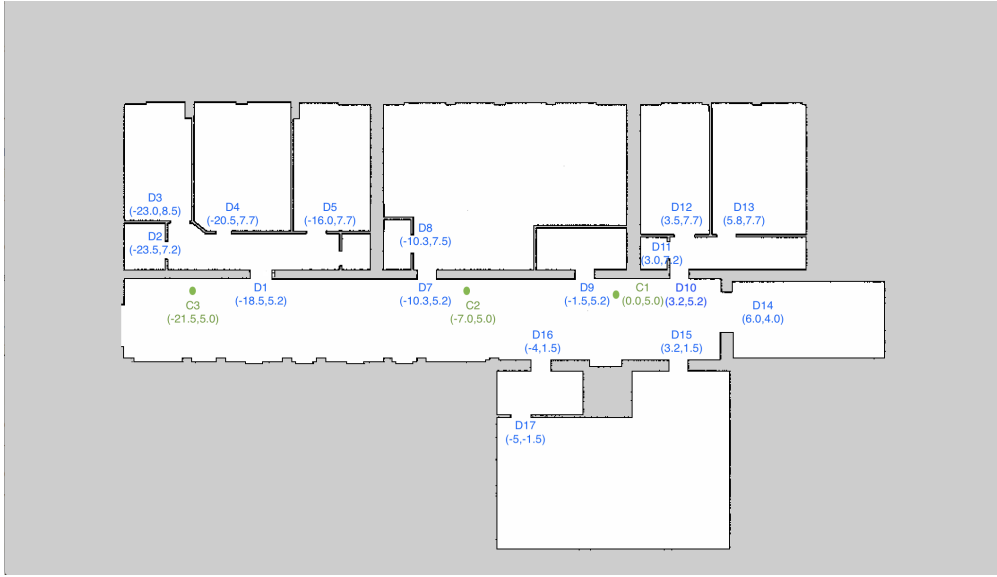 D3
(-23.0,8.5)
D4
(-20.5,7.7)
D5
(-16.0,7.7)
D12
(3.5,7.7)
D13
(5.8,7.7)
D2
(-23.5,7.2)
D8
(-10.3,7.5)
D11
(3.0,7.2)
D1
(-18.5,5.2)
D7
(-10.3,5.2)
D9
(-1.5,5.2)
C1
(0.0,5.0)
D10
(3.2,5.2)
C3
(-21.5,5.0)
C2
(-7.0,5.0)
D14
(6.0,4.0)
D16
(-4,1.5)
D15
(3.2,1.5)
D17
(-5,-1.5)